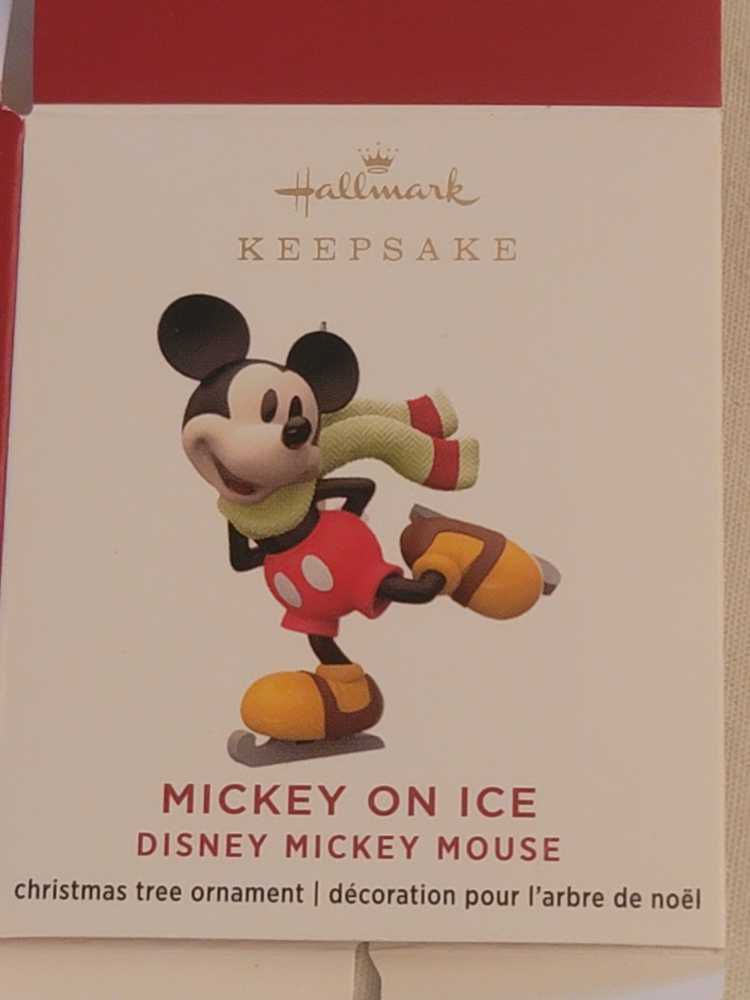 Hallmark
KEEPSAKE
MICKEY ON ICE
DISNEY MICKEY MOUSE
christmas tree ornament | décoration pour l'arbre de noël